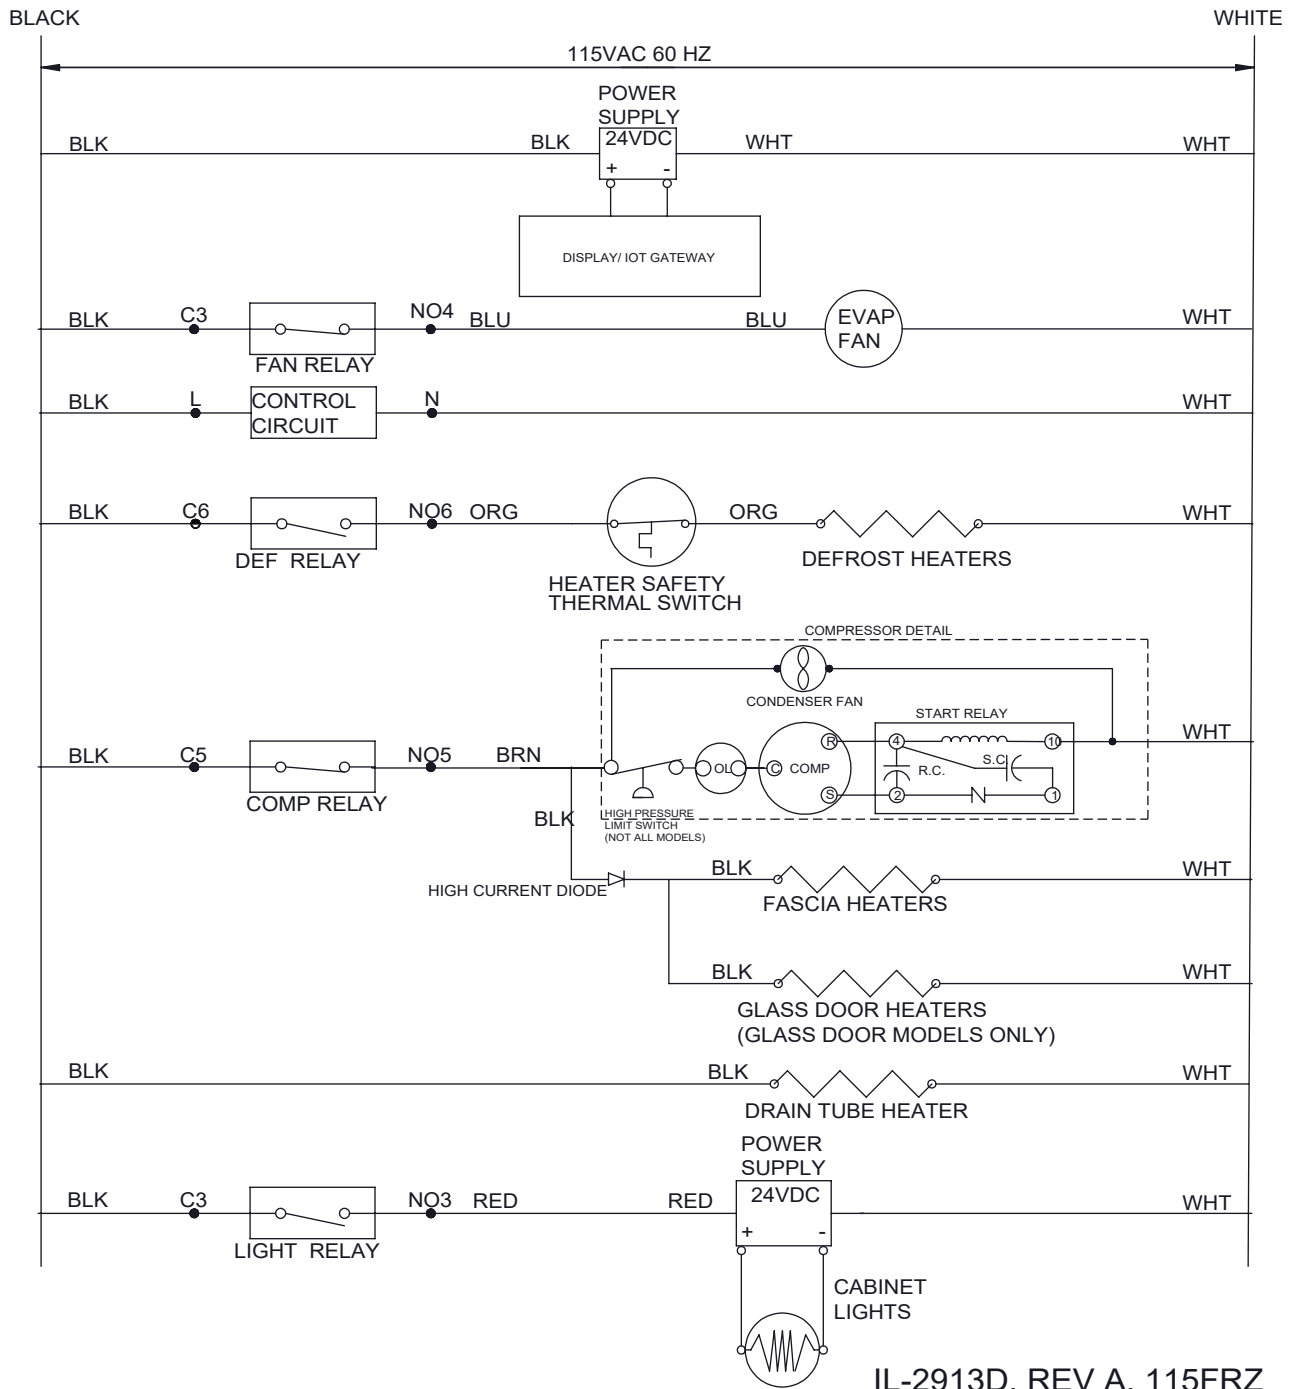 BLACK
WHITE
115VAC 60 HZ
POWER
SUPPLY
24VDC
+ -
BLK
BLK
WHT
WHT
DISPLAY/ IOT GATEWAY
BLK
C3
NO4
BLU
BLU
EVAP
FAN
WHT
FAN RELAY
BLK
L
CONTROL
CIRCUIT
N
WHT
BLK
C6
NO6
ORG
ORG
WHT
DEF RELAY
DEFROST HEATERS
HEATER SAFETY
THERMAL SWITCH
COMPRESSOR DETAIL
CONDENSER FAN
START RELAY
BLK
C5
NO5
BRN
OL
C
COMP
R
S
4
10
R.C.
S.C
2
N
1
WHT
COMP RELAY
BLK
HIGH PRESSURE
LIMIT SWITCH
(NOT ALL MODELS)
HIGH CURRENT DIODE
BLK
WHT
FASCIA HEATERS
BLK
WHT
GLASS DOOR HEATERS
(GLASS DOOR MODELS ONLY)
BLK
BLK
WHT
DRAIN TUBE HEATER
POWER
SUPPLY
24VDC
+ -
BLK
C3
NO3
RED
RED
WHT
LIGHT RELAY
CABINET
LIGHTS
IL-2913D, REV A, 115FRZ